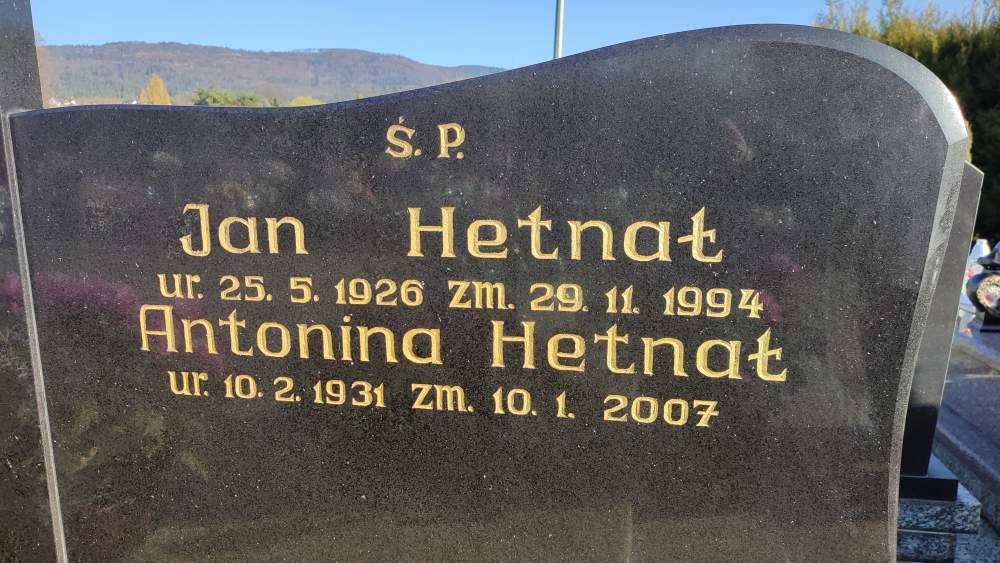 Ś. P.
Jan Hetnał
ur. 25. 5. 1926 zm. 29. 11. 1994
Antonina Hetnał
ur. 10. 2. 1931 zm. 10. 1. 2007